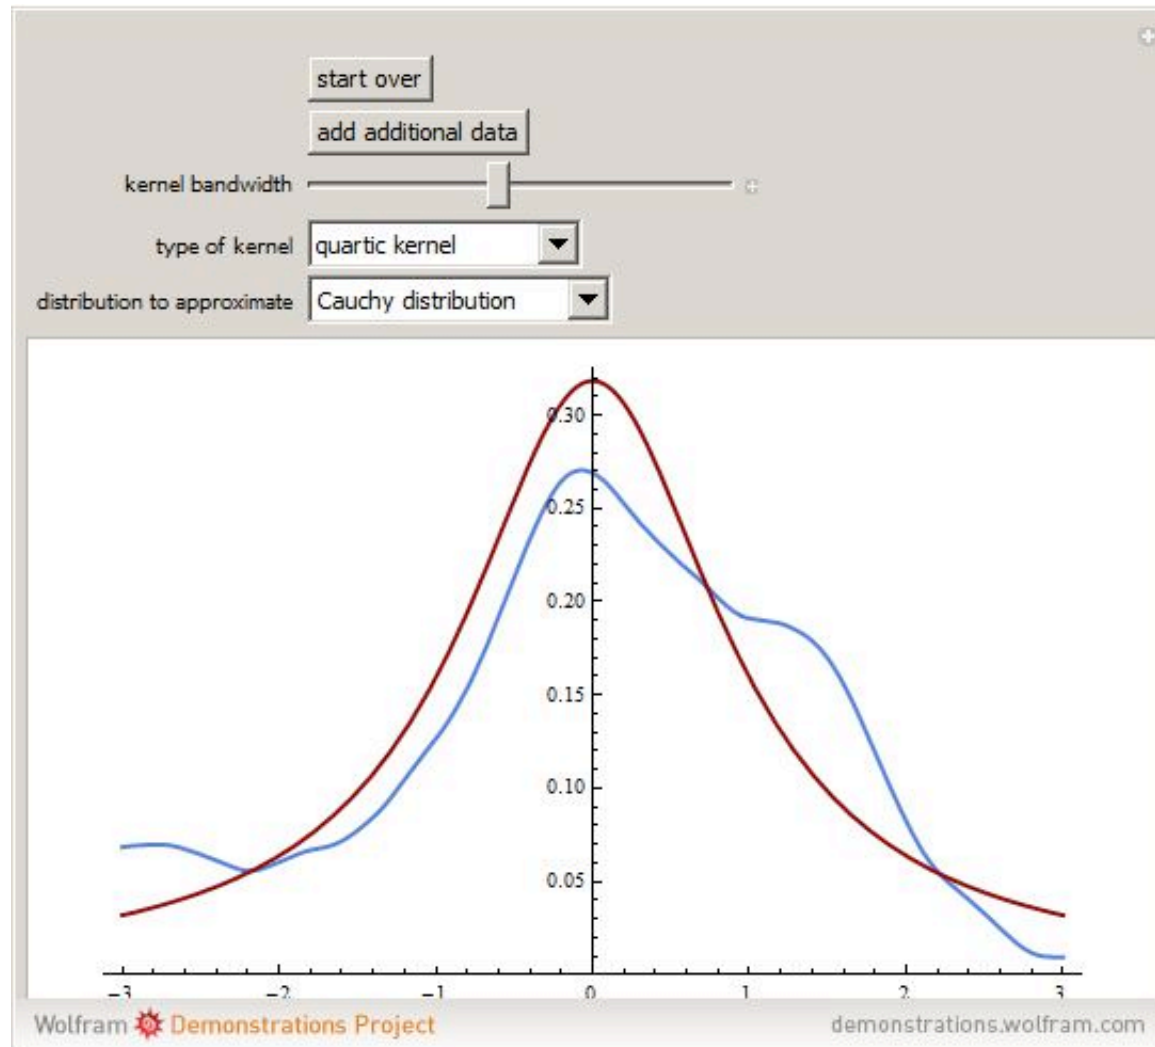 start over
add additional data
kernel bandwidth
type of kernel quartic kernel
distribution to approximate Cauchy distribution
0.30
0.25
0.20
0.15
0.10
0.05
-3 -2 -1 0 1 2 3
Wolfram Demonstrations Project demonstrations.wolfram.com